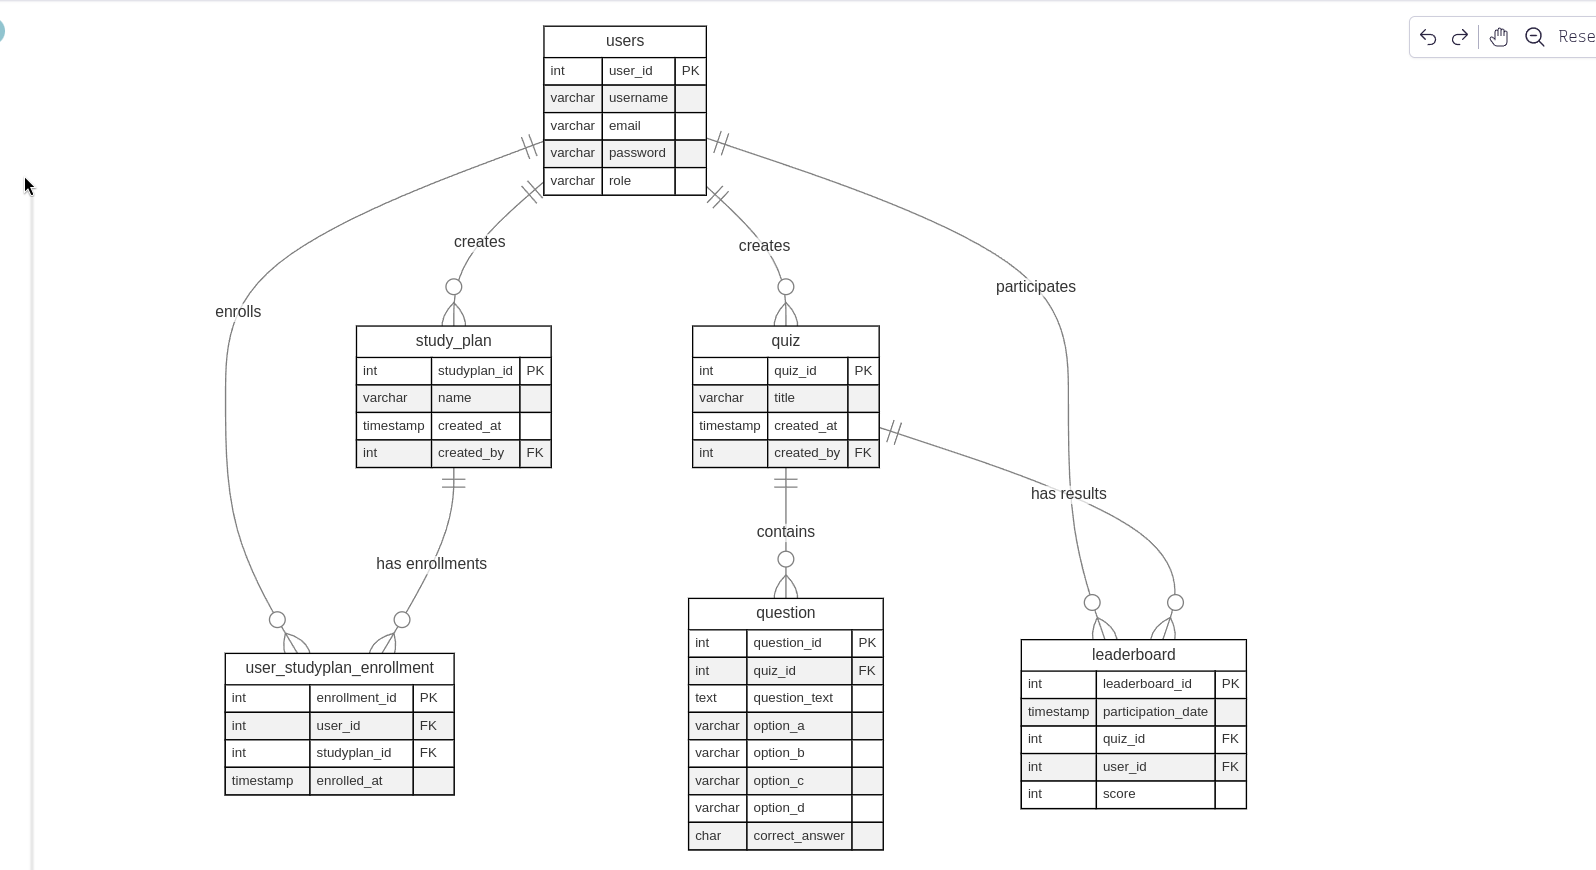 users
int user_id PK
varchar username
varchar email
varchar password
varchar role
Rese
creates
creates
participates
enrolls
study_plan
int studyplan_id PK
varchar name
timestamp created_at
int created_by FK
quiz
int quiz_id PK
varchar title
timestamp created_at
int created_by FK
has results
contains
has enrollments
user_studyplan_enrollment
int enrollment_id PK
int user_id FK
int studyplan_id FK
timestamp enrolled_at
question
int question_id PK
int quiz_id FK
text question_text
varchar option_a
varchar option_b
varchar option_c
varchar option_d
char correct_answer
leaderboard
int leaderboard_id PK
timestamp participation_date
int quiz_id FK
int user_id FK
int score